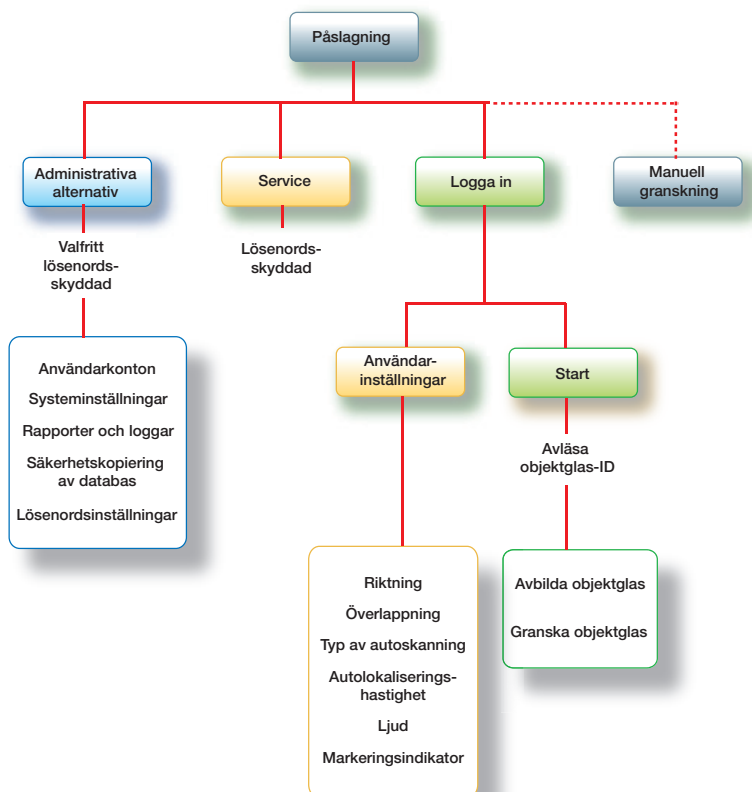 Påslagning
Administrativa
alternativ
Service
Logga in
Manuell
granskning
Valfritt
lösenords-
skyddad
Lösenords-
skyddad
Användarkonton
Systeminställningar
Rapporter och loggar
Säkerhetskopiering
av databas
Lösenordsinställningar
Användar-
inställningar
Start
Avläsa
objektglas-ID
Riktning
Överlappning
Typ av autoskanning
Autolokaliserings-
hastighet
Ljud
Markeringsindikator
Avbilda objektglas
Granska objektglas